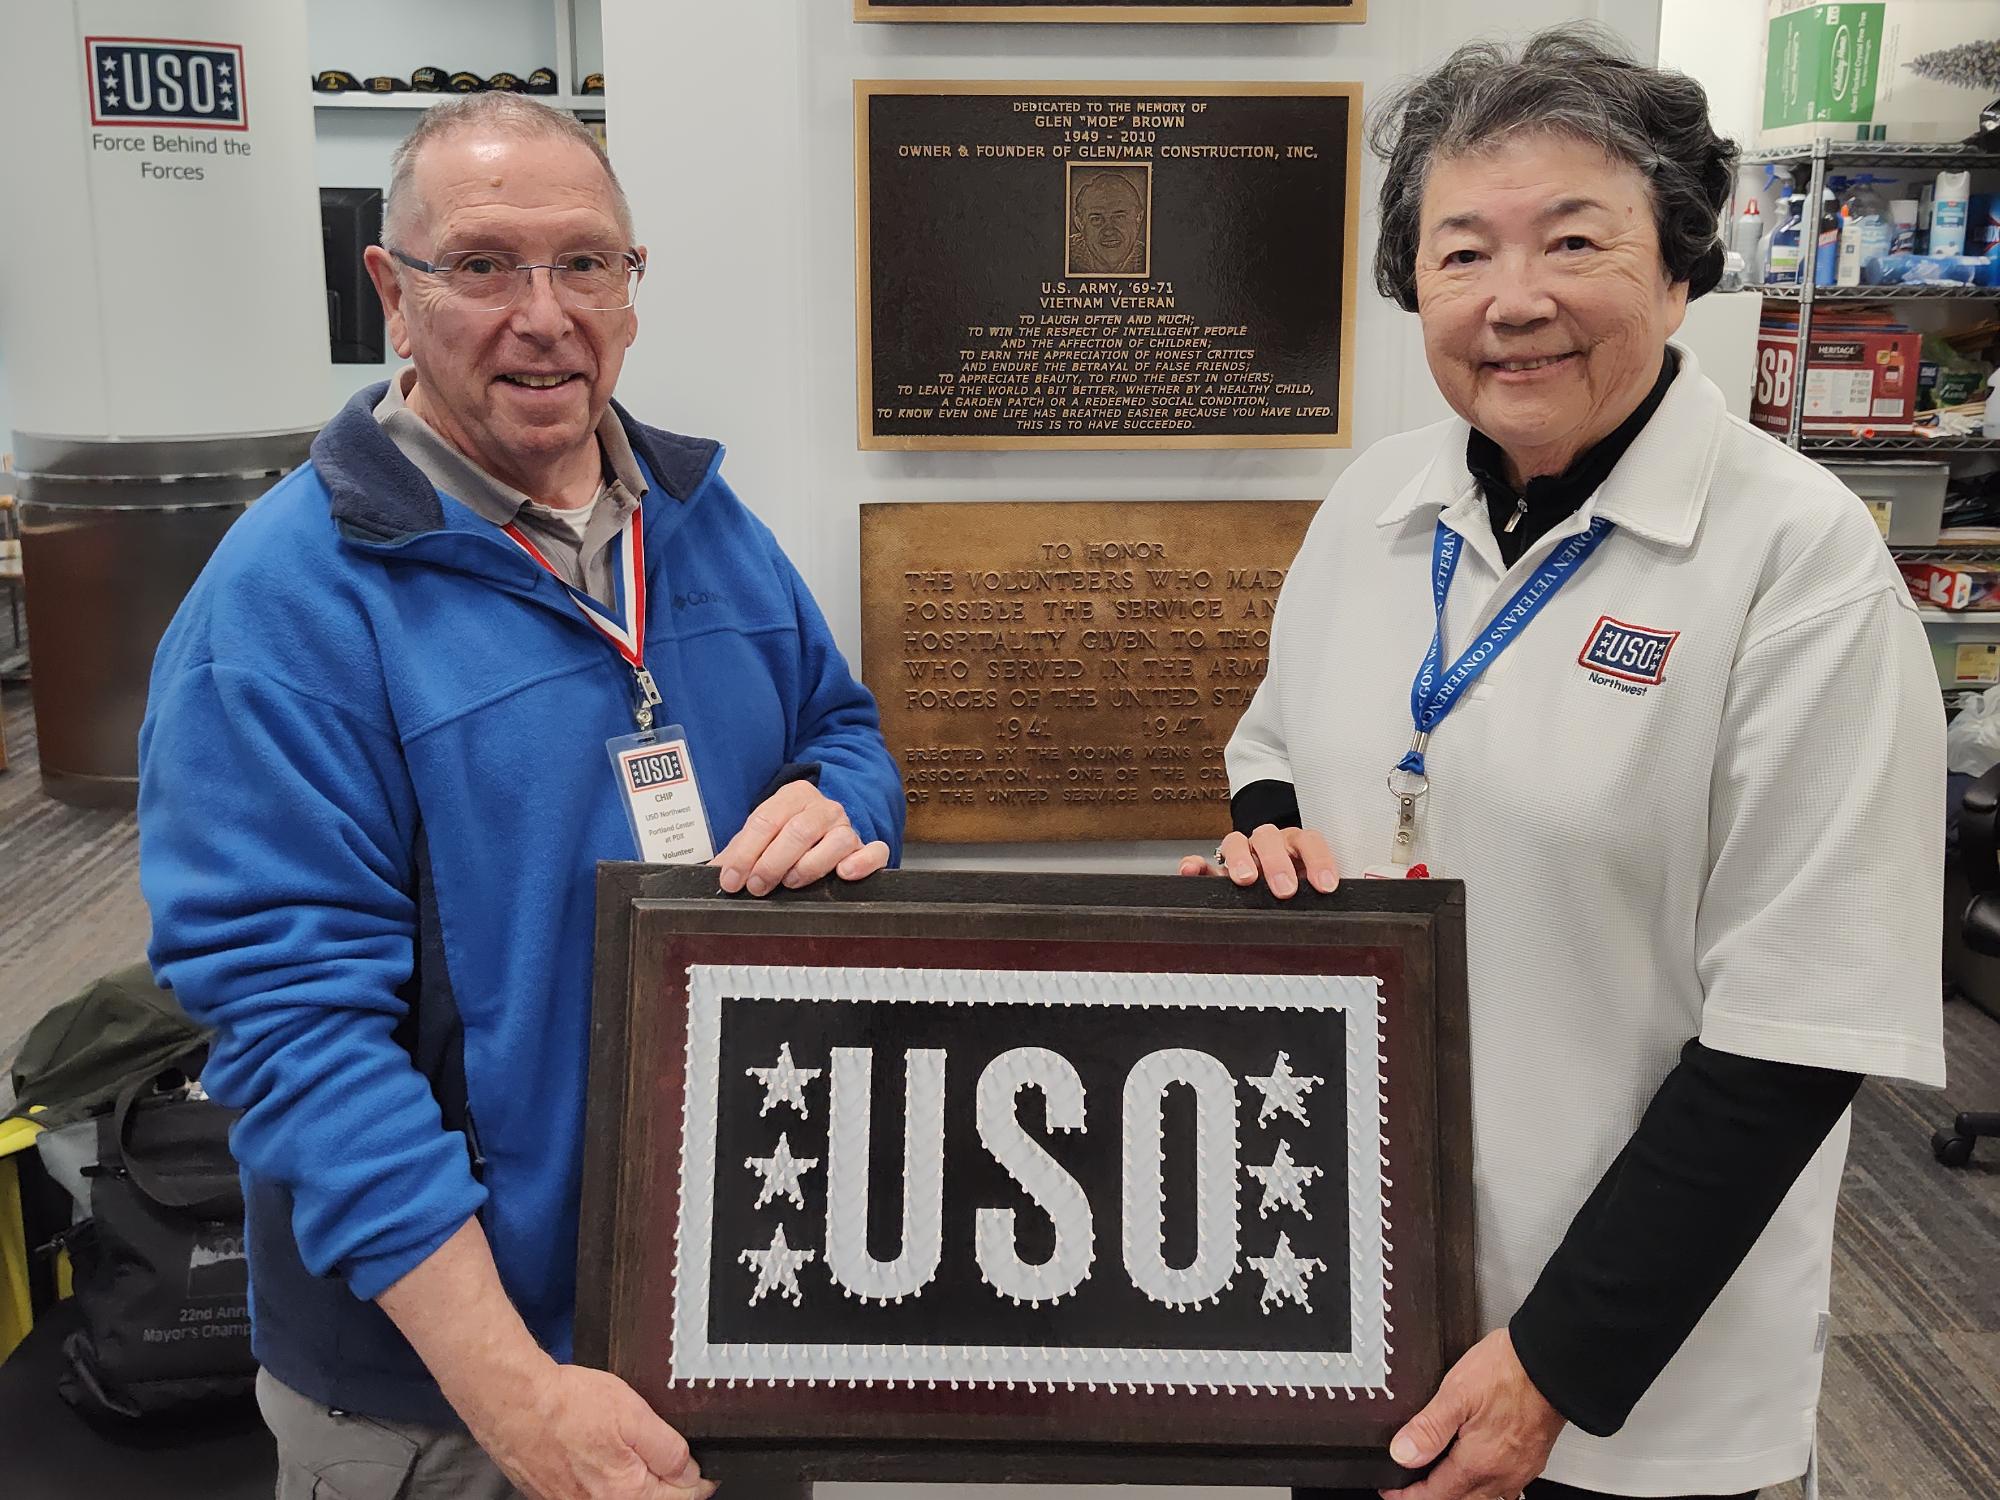 USO
Force Behind the
Forces
DEDICATED TO THE MEMORY OF
GLEN "MOE" BROWN
1949 - 2010
OWNER & FOUNDER OF GLEN/MAR CONSTRUCTION, INC.
U.S. ARMY, '69-71
VIETNAM VETERAN
TO LAUGH OFTEN AND MUCH;
TO WIN THE RESPECT OF INTELLIGENT PEOPLE
AND THE AFFECTION OF CHILDREN;
TO EARN THE APPRECIATION OF HONEST CRITICS
AND ENDURE THE BETRAYAL OF FALSE FRIENDS;
TO APPRECIATE BEAUTY, TO FIND THE BEST IN OTHERS;
TO LEAVE THE WORLD A BIT BETTER, WHETHER BY A HEALTHY CHILD,
A GARDEN PATCH OR A REDEEMED SOCIAL CONDITION;
TO KNOW EVEN ONE LIFE HAS BREATHED EASIER BECAUSE YOU HAVE LIVED.
THIS IS TO HAVE SUCCEEDED.
TO HONOR
THE VOLUNTEERS WHO MAD
POSSIBLE THE SERVICE AN
HOSPITALITY GIVEN TO THO
WHO SERVED IN THE ARM
FORCES OF THE UNITED STA
1941 1947
ERECTED BY THE YOUNG MENS CH
ASSOCIATION ... ONE OF THE OR
OF THE UNITED SERVICE ORGANIZ
USO
CHIP
USO Northwest
Portland Center
at PDX
Volunteer
WOMEN VETERANS CONFERENCE
VETERAN
USO
Northwest
USO
HERITAGE
22nd Ann
Mayor's Champ